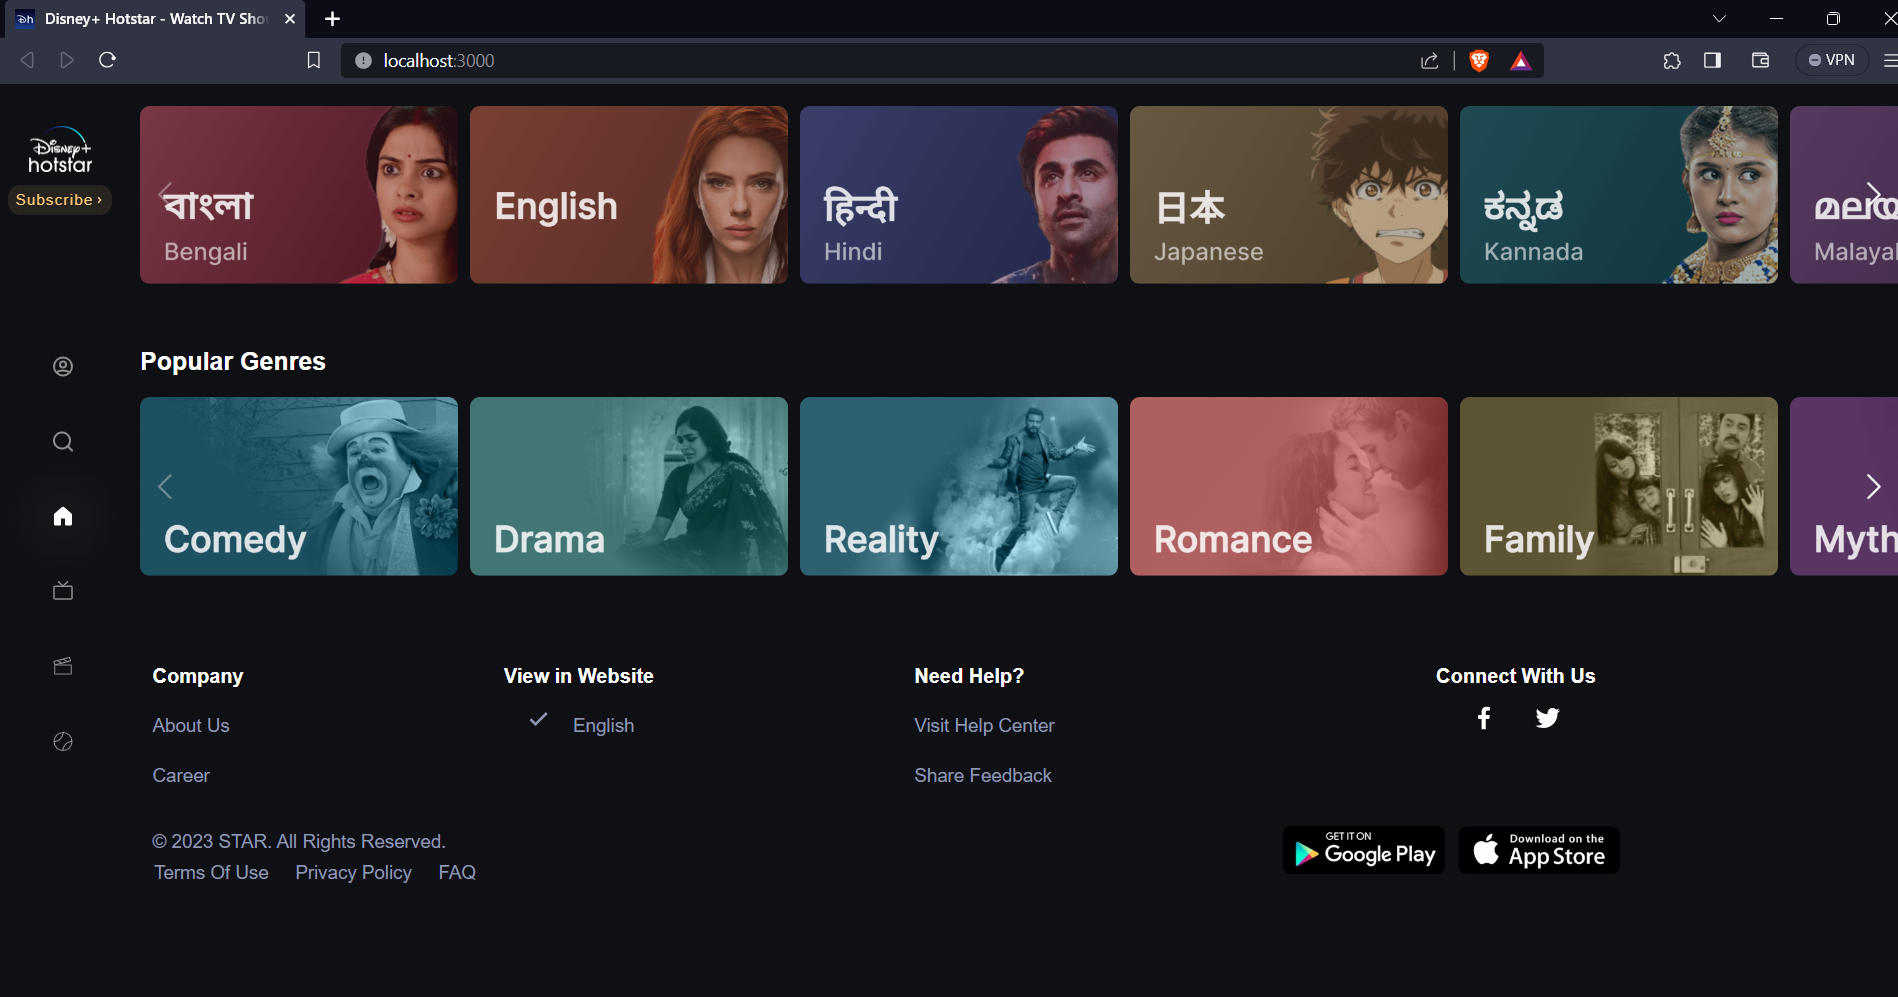 Disney+ Hotstar - Watch TV Sho
localhost:3000
VPN
Disney+
hotstar
Subscribe ›
বাংলা
Bengali
English
हिन्दी
Hindi
日本
Japanese
ಕನ್ನಡ
Kannada
Malayal
Popular Genres
Comedy
Drama
Reality
Romance
Family
Myth
Company
View in Website
Need Help?
Connect With Us
About Us
English
Visit Help Center
Career
Share Feedback
© 2023 STAR. All Rights Reserved.
Terms Of Use
Privacy Policy
FAQ
GET IT ON
Google Play
Download on the
App Store